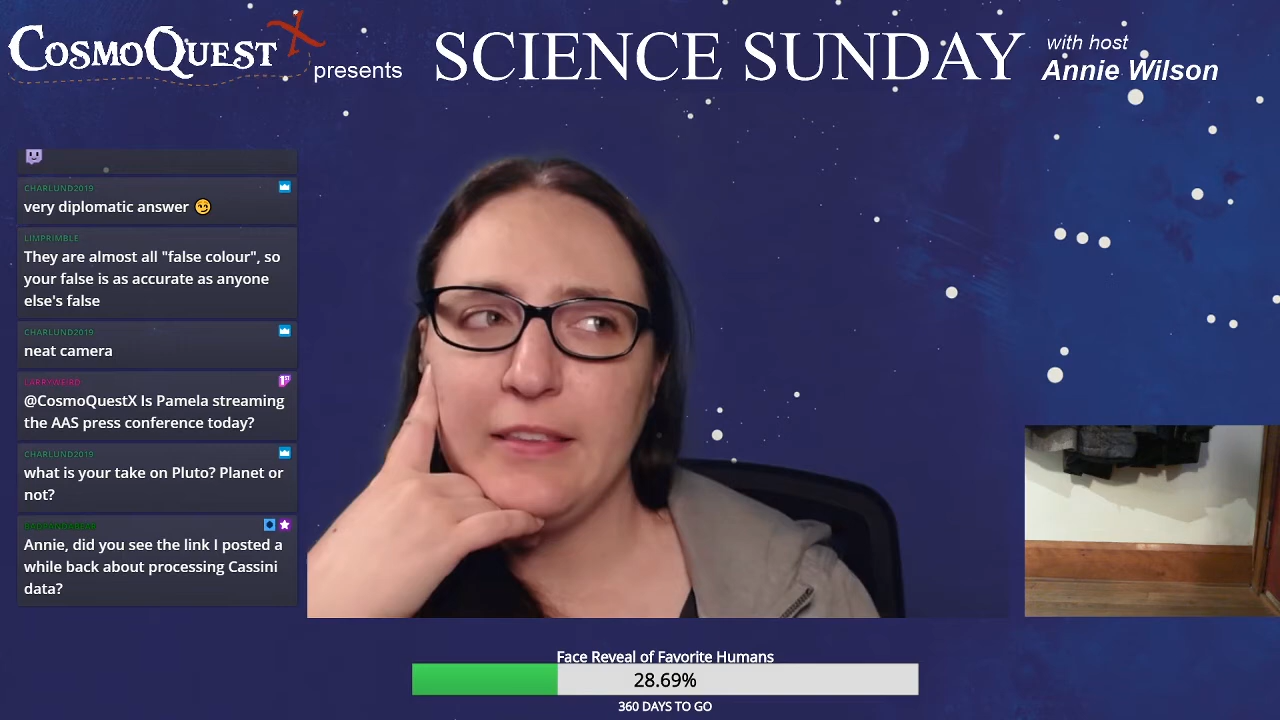 CosmoQuest X
presents
SCIENCE SUNDAY
with host
Annie Wilson
CHARLUND2019
very diplomatic answer 😏
LIMPRIMBLE
They are almost all "false colour", so
your false is as accurate as anyone
else's false
CHARLUND2019
neat camera
LARRYWEIRD
@CosmoQuestX Is Pamela streaming
the AAS press conference today?
CHARLUND2019
what is your take on Pluto? Planet or
not?
Annie, did you see the link I posted a
while back about processing Cassini
data?
Face Reveal of Favorite Humans
28.69%
360 DAYS TO GO